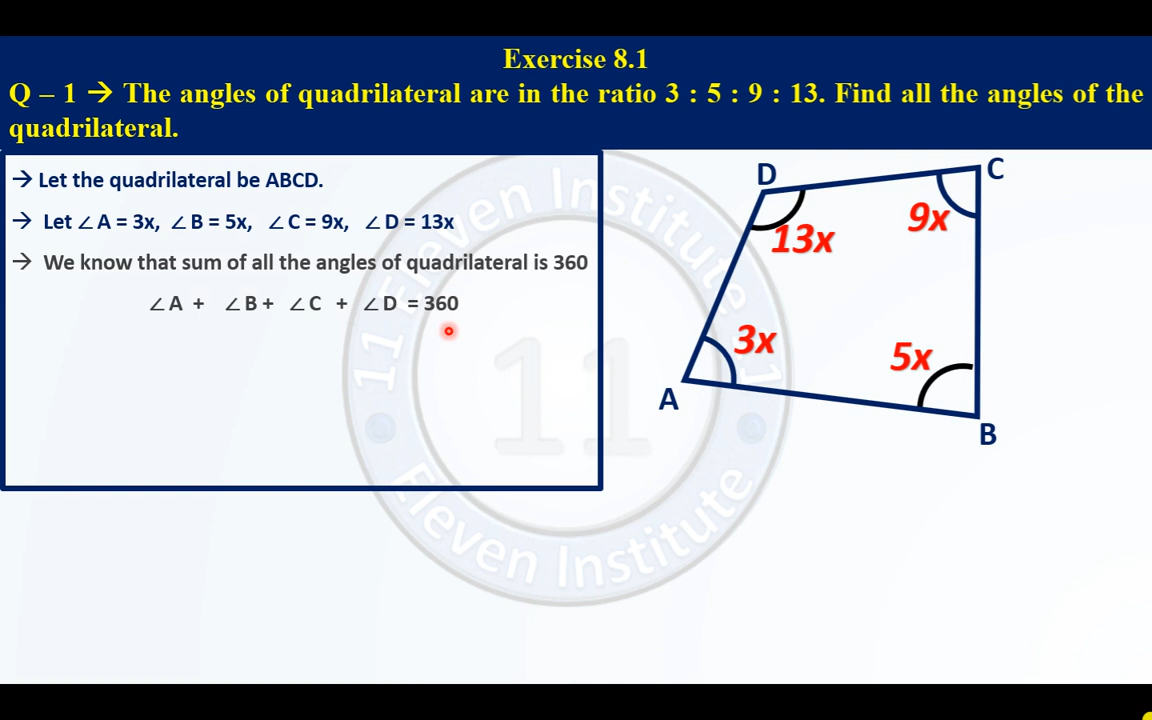 Exercise 8.1
Q – 1 → The angles of quadrilateral are in the ratio 3 : 5 : 9 : 13. Find all the angles of the
quadrilateral.
→ Let the quadrilateral be ABCD.
→ Let ∠A = 3x, ∠B = 5x, ∠C = 9x, ∠D = 13x
→ We know that sum of all the angles of quadrilateral is 360
∠A + ∠B + ∠C + ∠D = 360
D
C
13x
9x
3x
5x
A
B
11 Eleven Institute 11
11
Eleven Institute